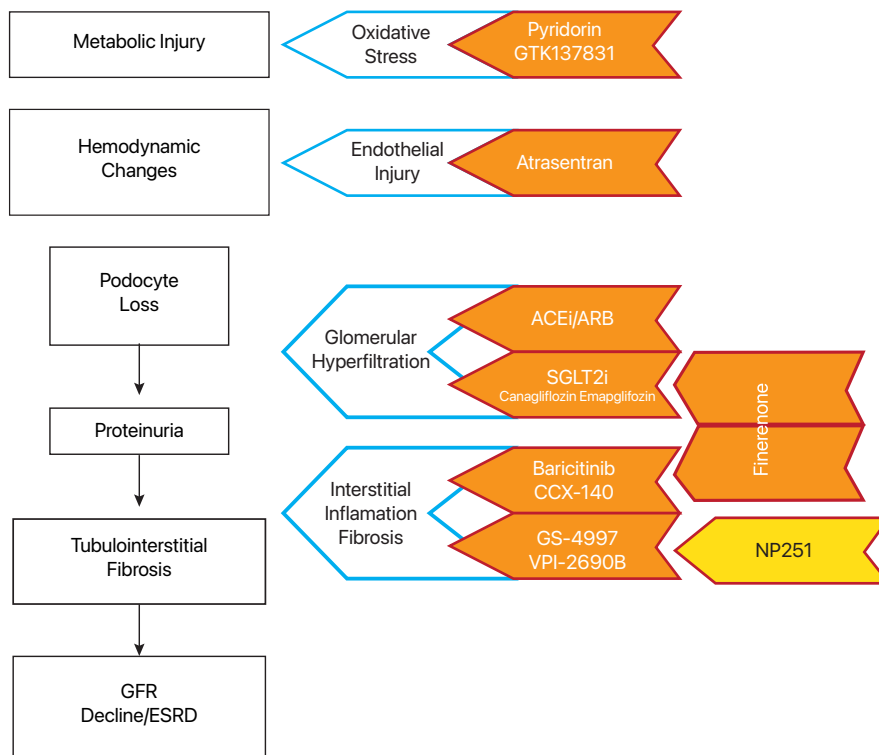 Metabolic Injury
Oxidative
Stress
Pyridorin
GTK137831
Hemodynamic
Changes
Endothelial
Injury
Atrasentran
Podocyte
Loss
Glomerular
Hyperfiltration
ACEi/ARB
SGLT2i
Canagliflozin Emapglifozin
Finerenone
Proteinuria
Interstitial
Inflamation
Fibrosis
Baricitinib
CCX-140
GS-4997
VPI-2690B
NP251
Tubulointerstitial
Fibrosis
GFR
Decline/ESRD